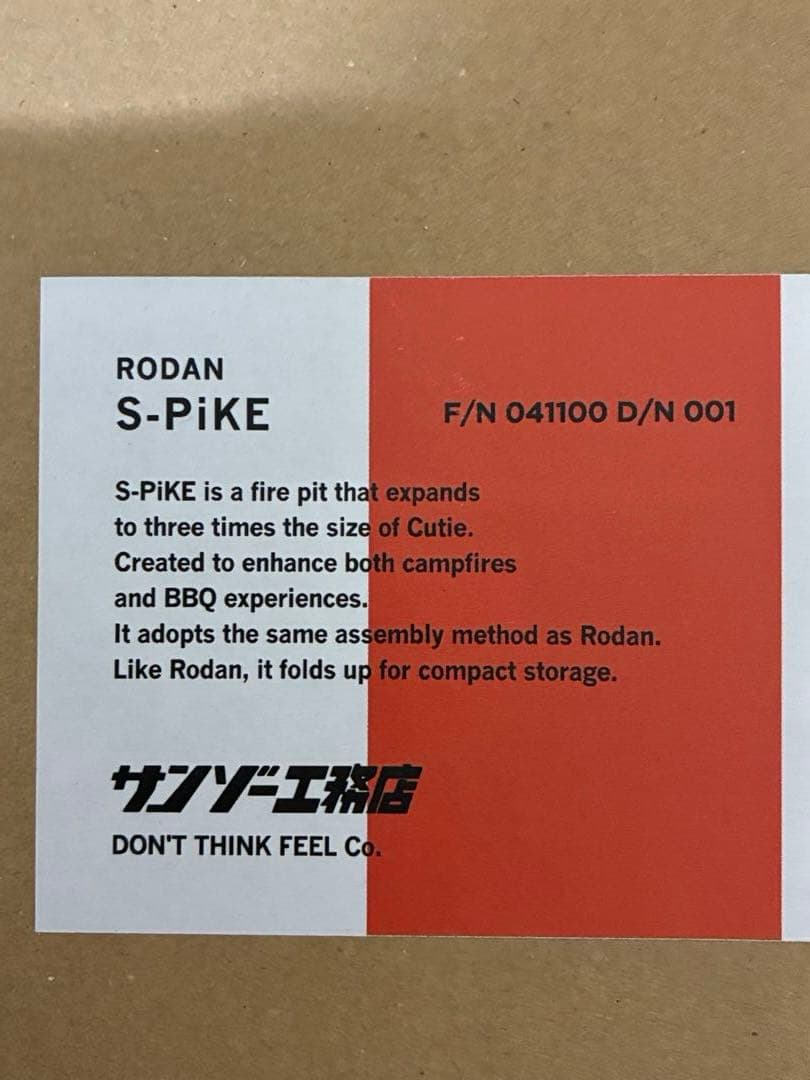 RODAN
S-PiKE
F/N 041100 D/N 001
S-PiKE is a fire pit that expands
to three times the size of Cutie.
Created to enhance both campfires
and BBQ experiences.
It adopts the same assembly method as Rodan.
Like Rodan, it folds up for compact storage.
サンゾー工務店
DON'T THINK FEEL Co.